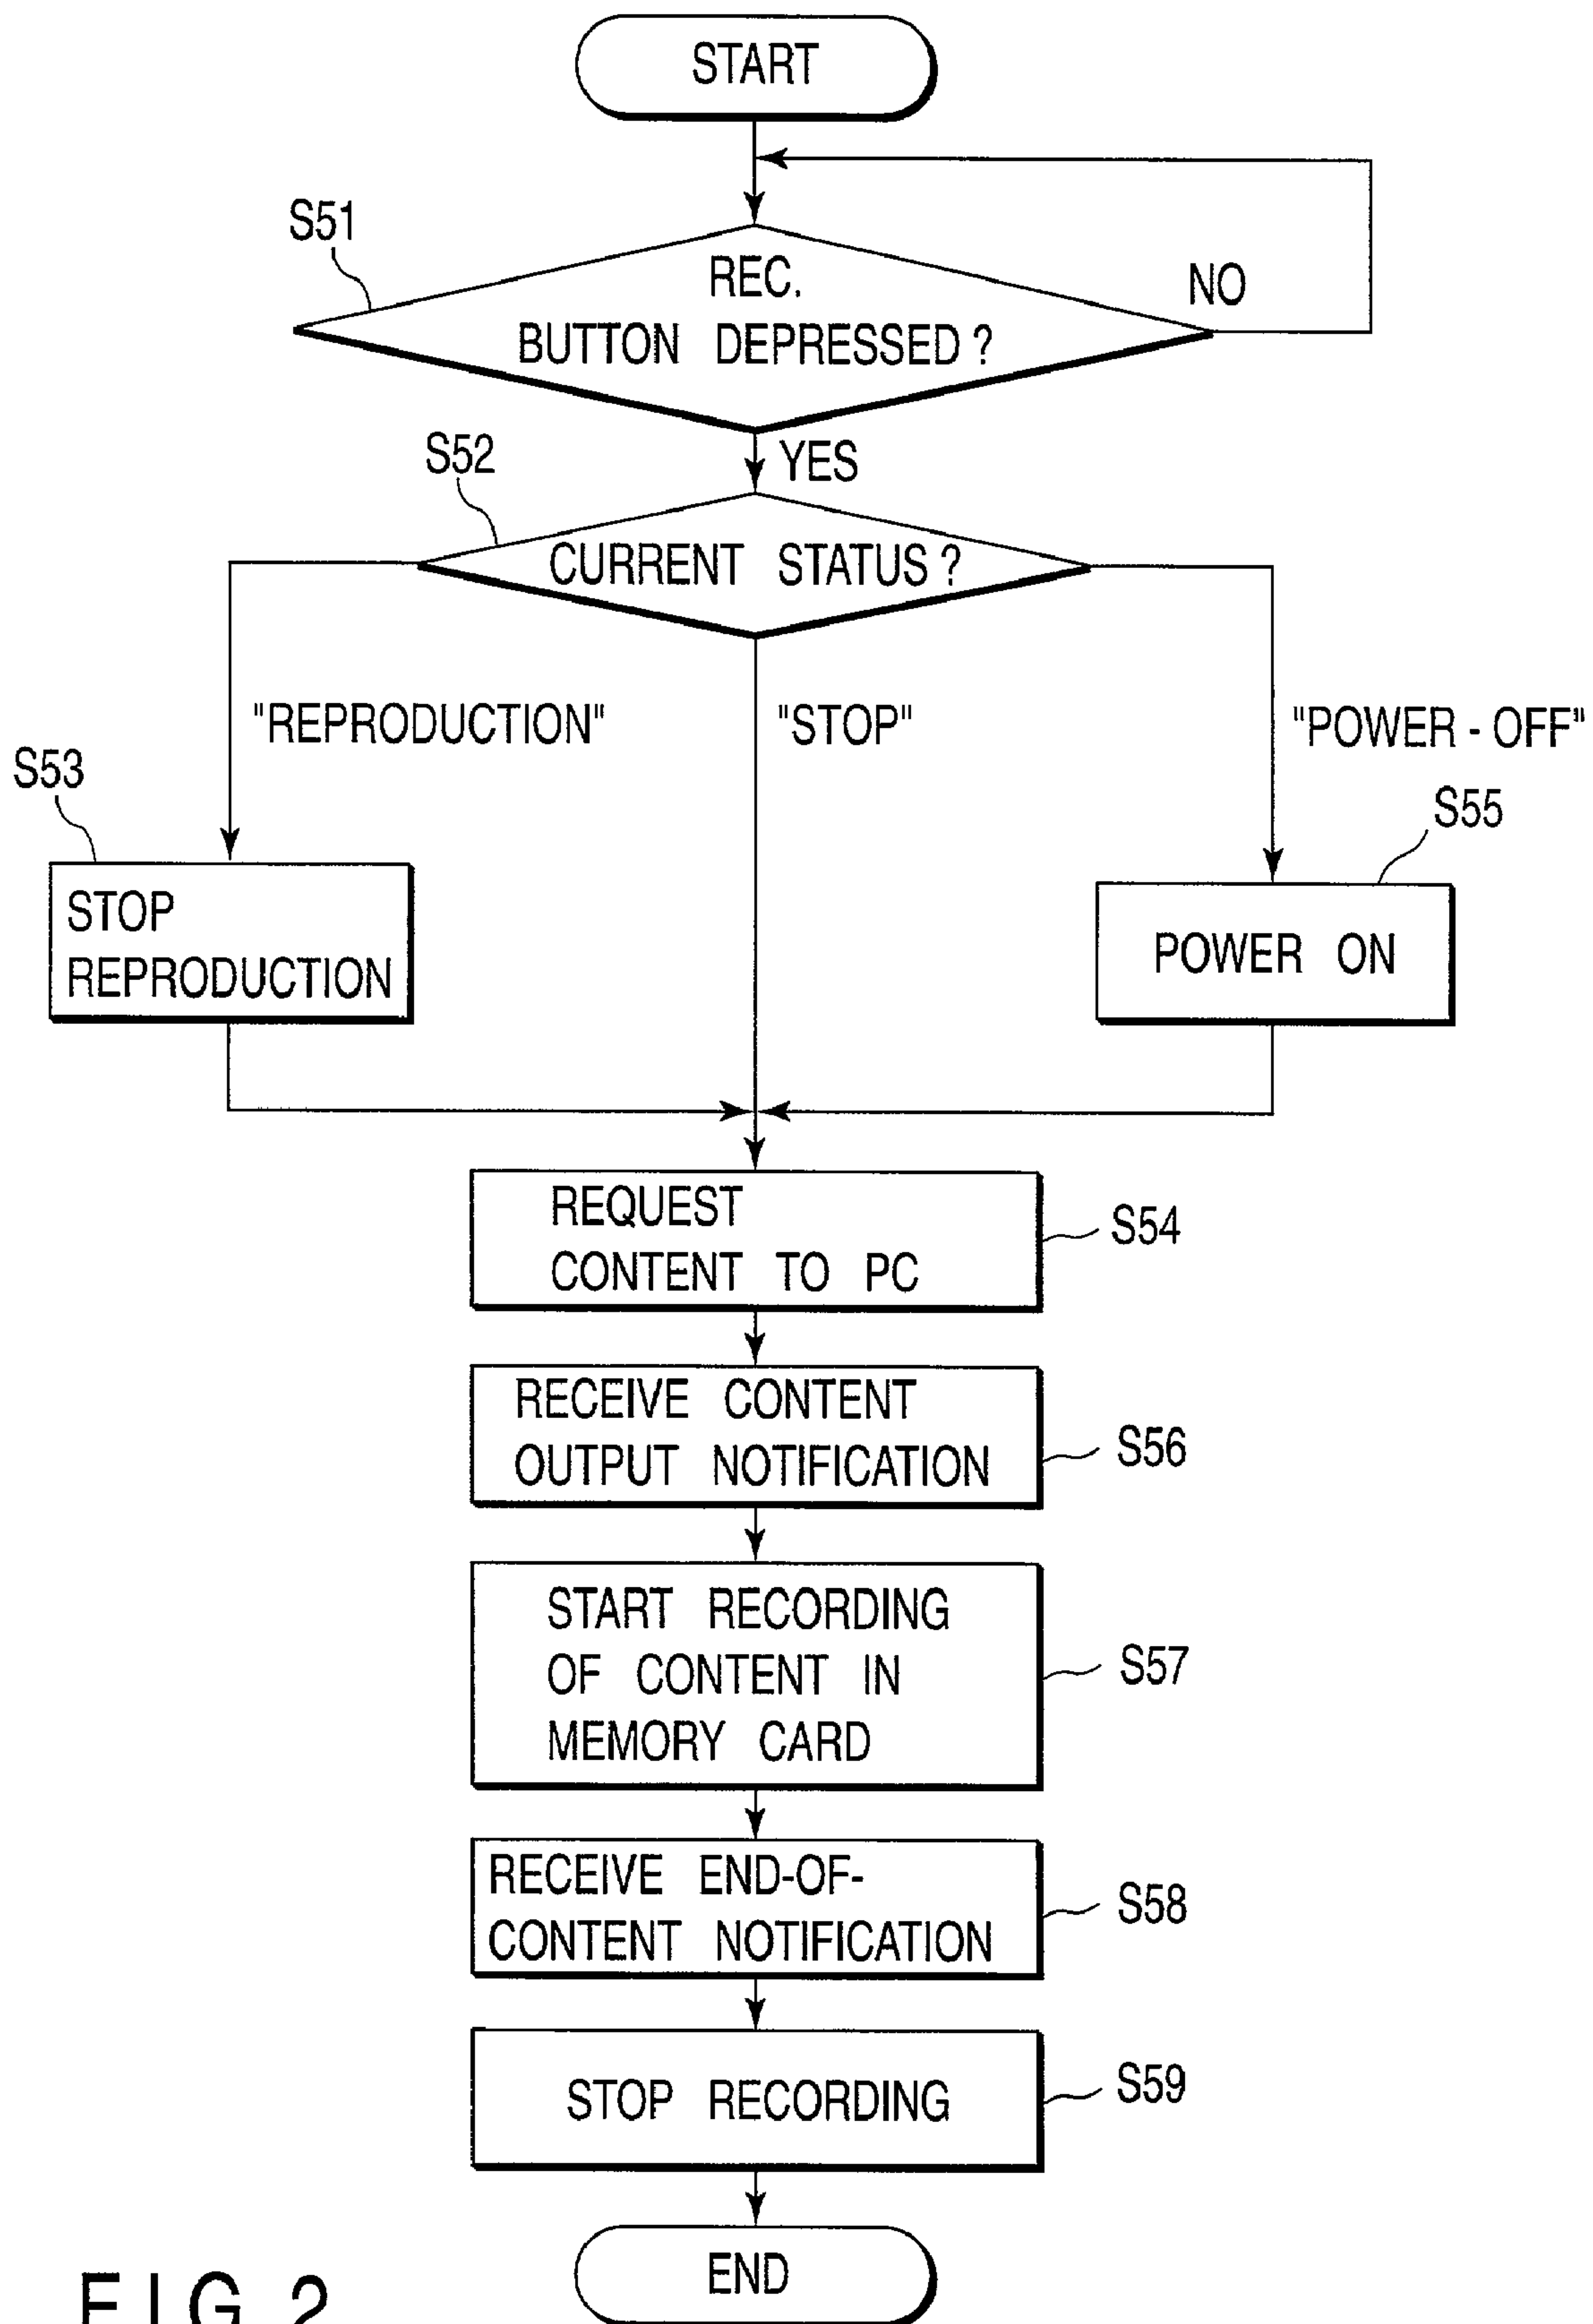 START
S51
REC.
BUTTON DEPRESSED ?
NO
YES
S52
CURRENT STATUS ?
"REPRODUCTION"
"STOP"
"POWER - OFF"
S53
STOP
REPRODUCTION
S55
POWER ON
REQUEST
CONTENT TO PC
S54
RECEIVE CONTENT
OUTPUT NOTIFICATION
S56
START RECORDING
OF CONTENT IN
MEMORY CARD
S57
RECEIVE END-OF-
CONTENT NOTIFICATION
S58
STOP RECORDING
S59
END
FIG. 2